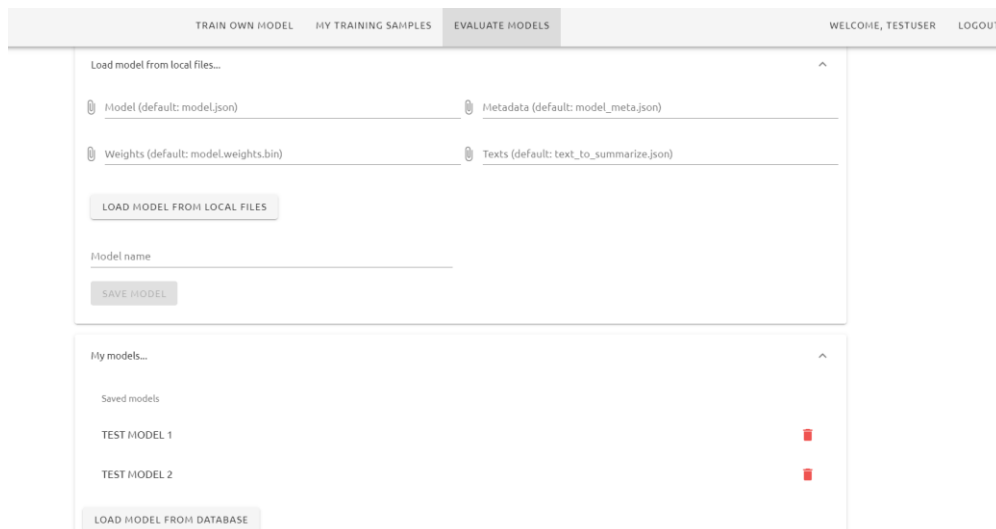 TRAIN OWN MODEL MY TRAINING SAMPLES EVALUATE MODELS WELCOME, TESTUSER LOGOUT
Load model from local files...
Model (default: model.json) Metadata (default: model_meta.json)
Weights (default: model.weights.bin) Texts (default: text_to_summarize.json)
LOAD MODEL FROM LOCAL FILES
Model name
SAVE MODEL
My models...
Saved models
TEST MODEL 1
TEST MODEL 2
LOAD MODEL FROM DATABASE